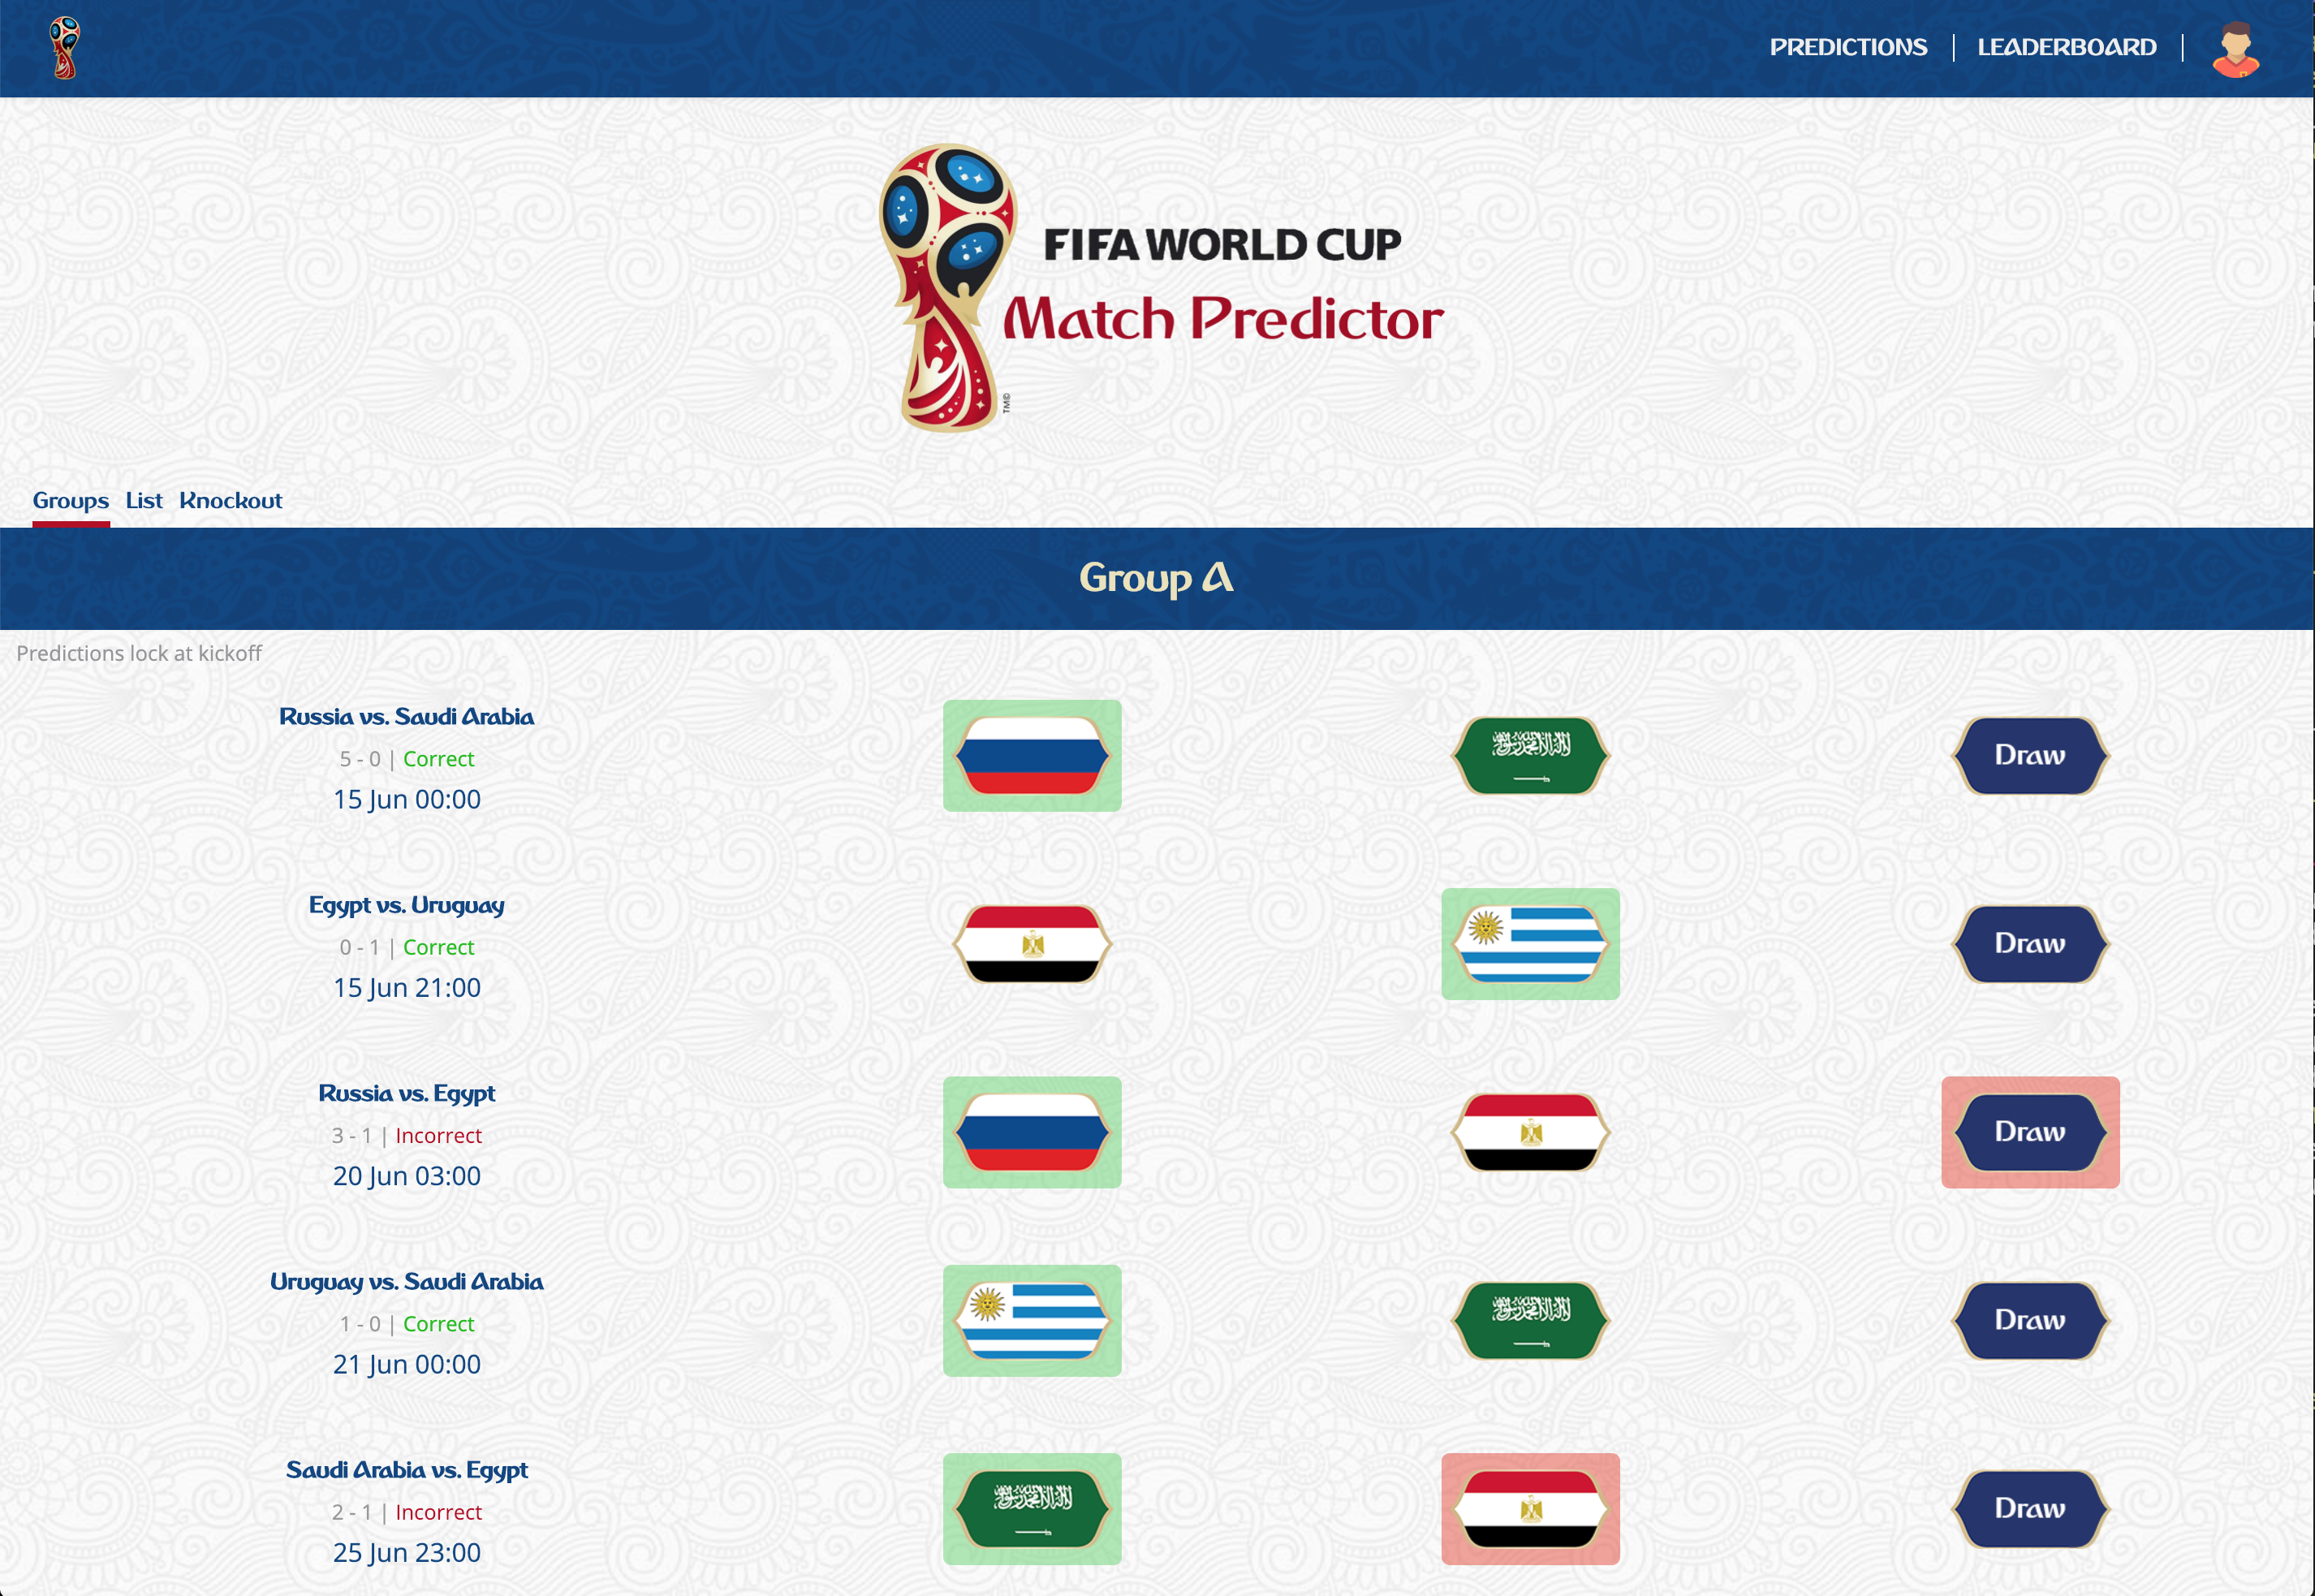 PREDICTIONS
LEADERBOARD
FIFA WORLD CUP
Match Predictor
TM©
Groups List Knockout
Group A
Predictions lock at kickoff
Russia vs. Saudi Arabia
5 - 0 | Correct
15 Jun 00:00
Draw
Egypt vs. Uruguay
0 - 1 | Correct
15 Jun 21:00
Draw
Russia vs. Egypt
3 - 1 | Incorrect
20 Jun 03:00
Draw
Uruguay vs. Saudi Arabia
1 - 0 | Correct
21 Jun 00:00
Draw
Saudi Arabia vs. Egypt
2 - 1 | Incorrect
25 Jun 23:00
Draw